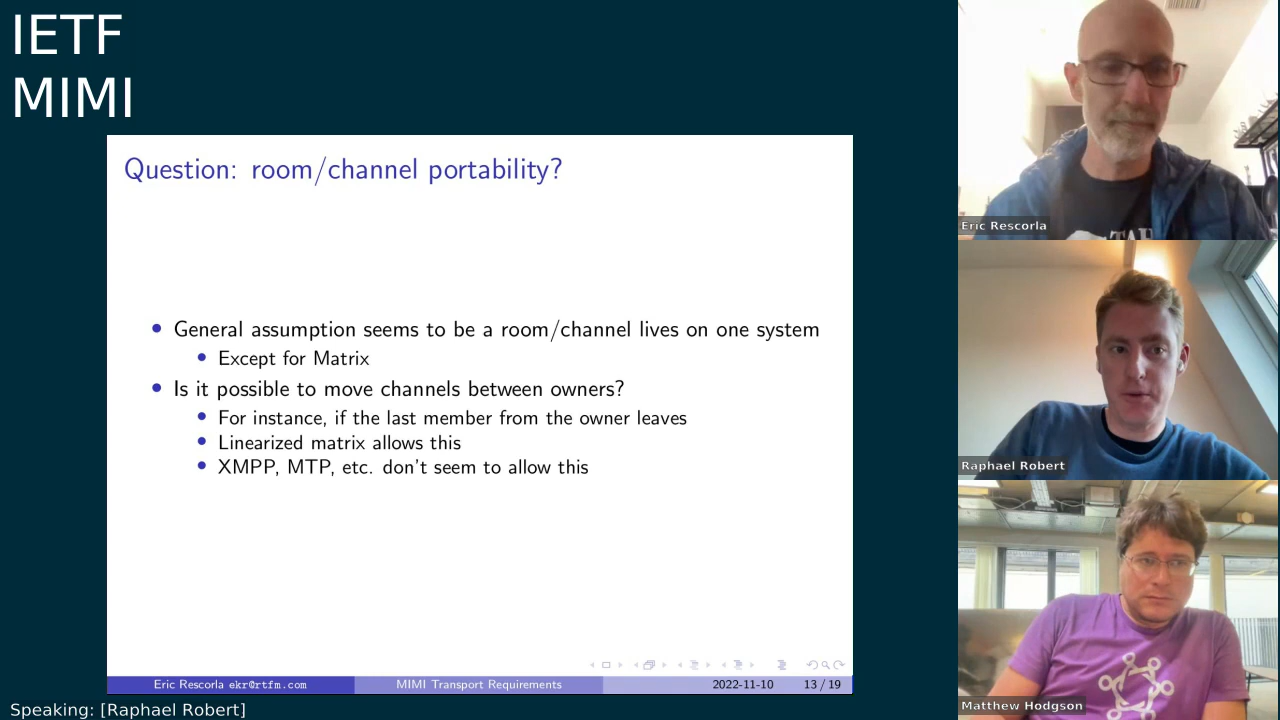 IETF
MIMI
Question: room/channel portability?
• General assumption seems to be a room/channel lives on one system
• Except for Matrix
• Is it possible to move channels between owners?
• For instance, if the last member from the owner leaves
• Linearized matrix allows this
• XMPP, MTP, etc. don't seem to allow this
Eric Rescorla ekr@rtfm.com MIMI Transport Requirements 2022-11-10 13 / 19
Speaking: [Raphael Robert]
Eric Rescorla
Raphael Robert
Matthew Hodgson